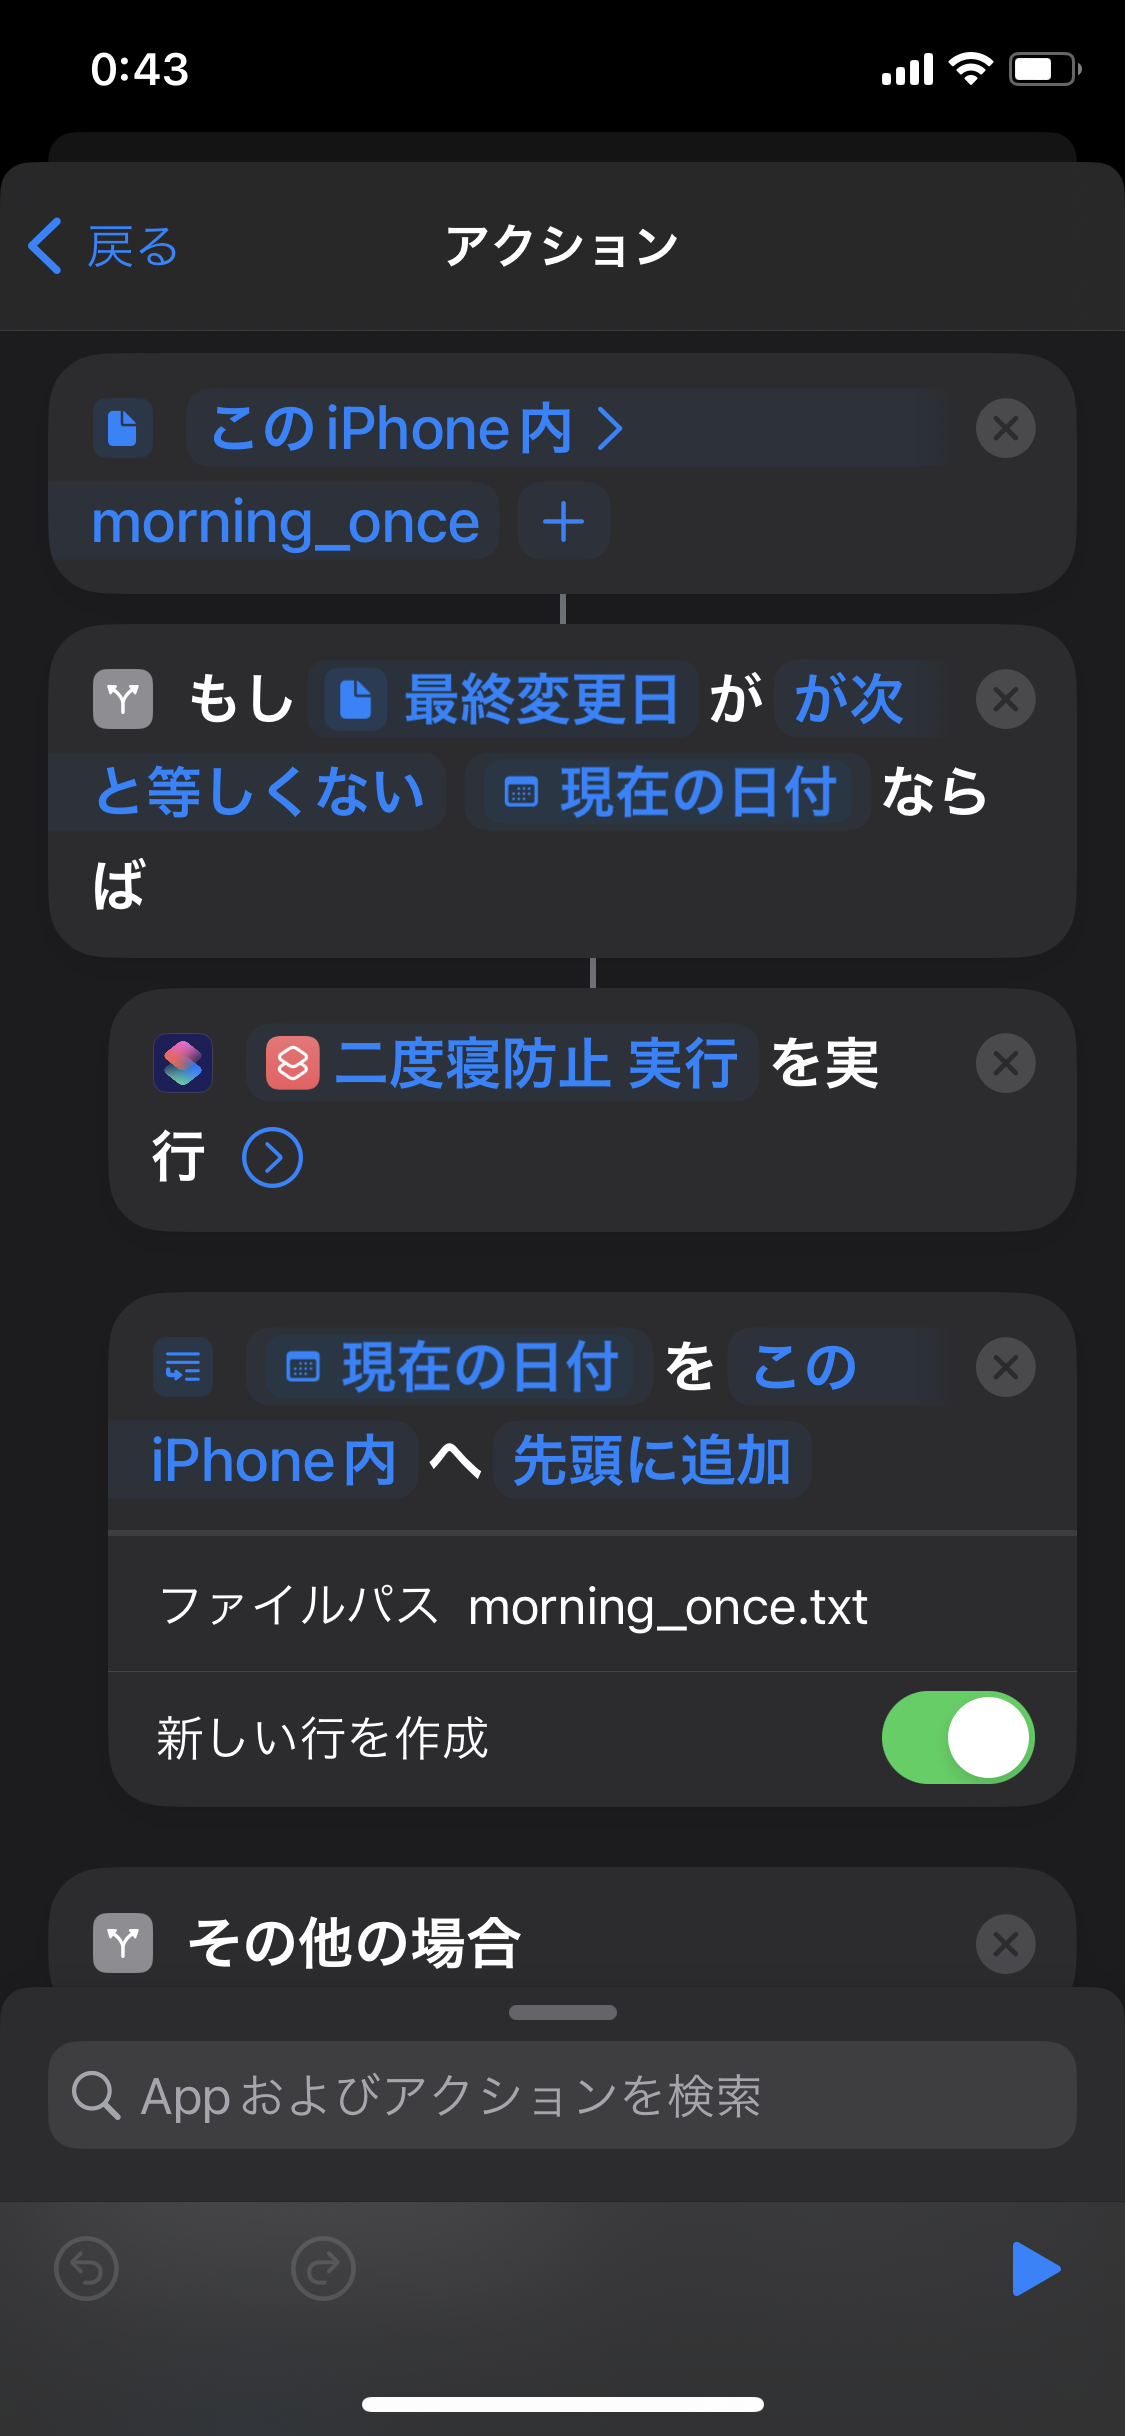 0:43
戻る
アクション
この iPhone 内 >
morning_once +
もし 最終変更日 が が次
と等しくない 現在の日付 なら
ば
二度寝防止 実行 を実
行
現在の日付 を この
iPhone 内 へ 先頭に追加
ファイルパス morning_once.txt
新しい行を作成
その他の場合
App およびアクションを検索